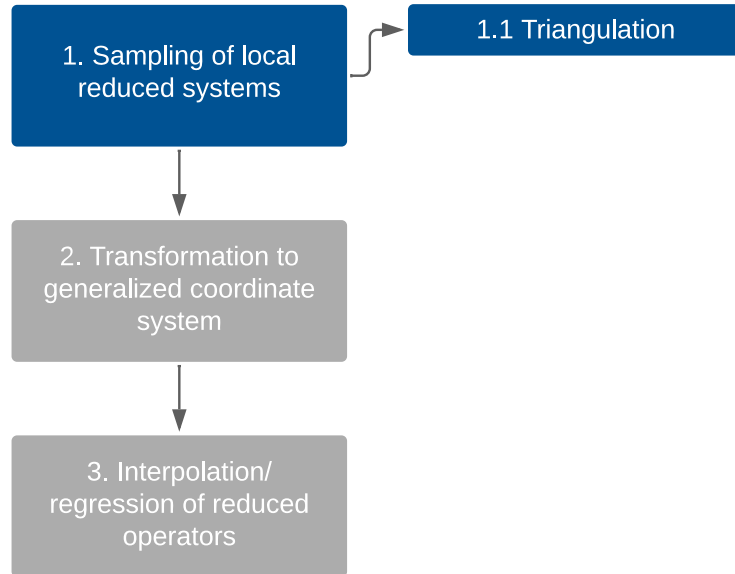 1. Sampling of local
reduced systems
1.1 Triangulation
2. Transformation to
generalized coordinate
system
3. Interpolation/
regression of reduced
operators